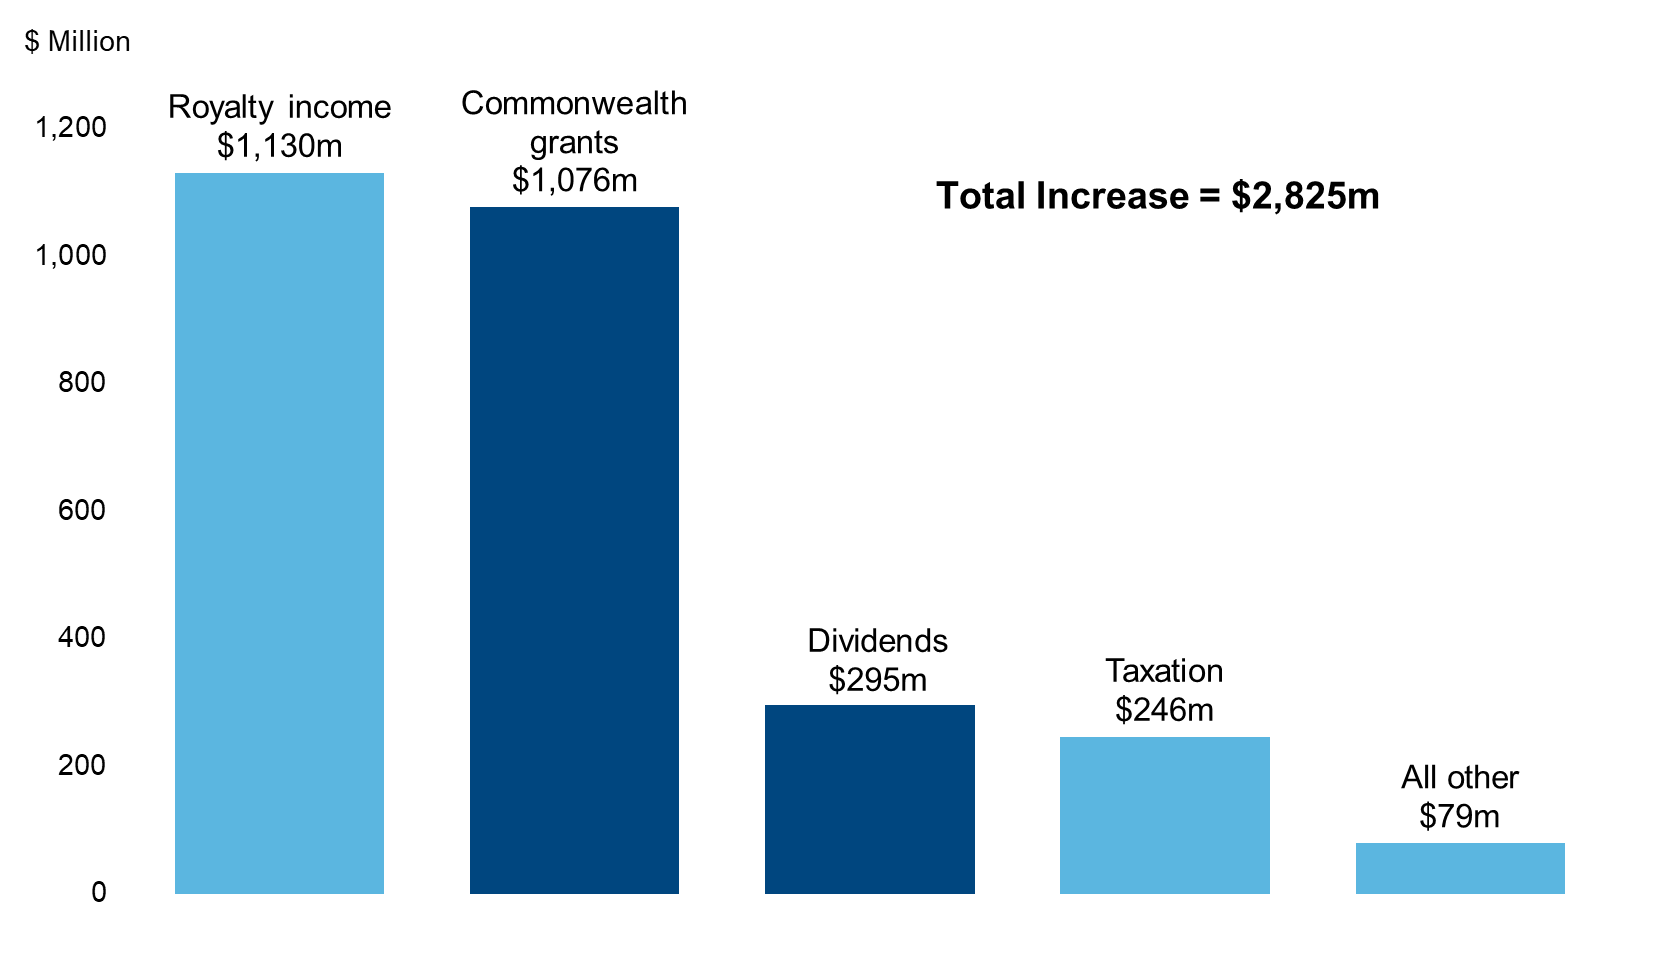 $ Million
1,200
1,000
800
600
400
200
0
Royalty income
$1,130m
Commonwealth
grants
$1,076m
Total Increase = $2,825m
Dividends
$295m
Taxation
$246m
All other
$79m